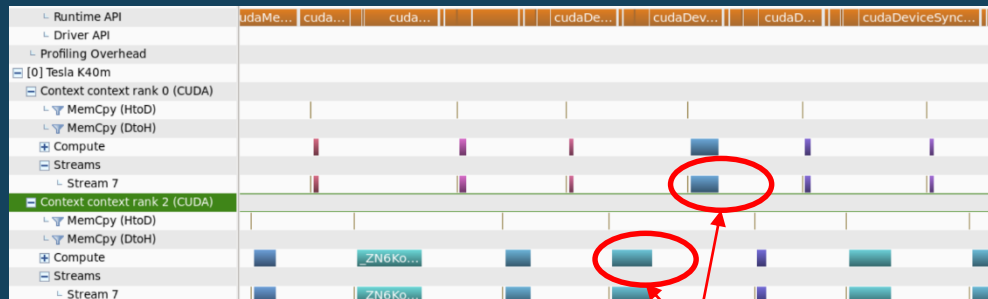 Runtime API udaMe... cuda... cuda... cudaDe... cudaDev... cudaD... cudaDeviceSync...
Driver API
Profiling Overhead
[0] Tesla K40m
Context context rank 0 (CUDA)
MemCpy (HtoD)
MemCpy (DtoH)
Compute
Streams
Stream 7
Context context rank 2 (CUDA)
MemCpy (HtoD)
MemCpy (DtoH)
Compute _ZN6Ko...
Streams
Stream 7 _ZN6Ko...